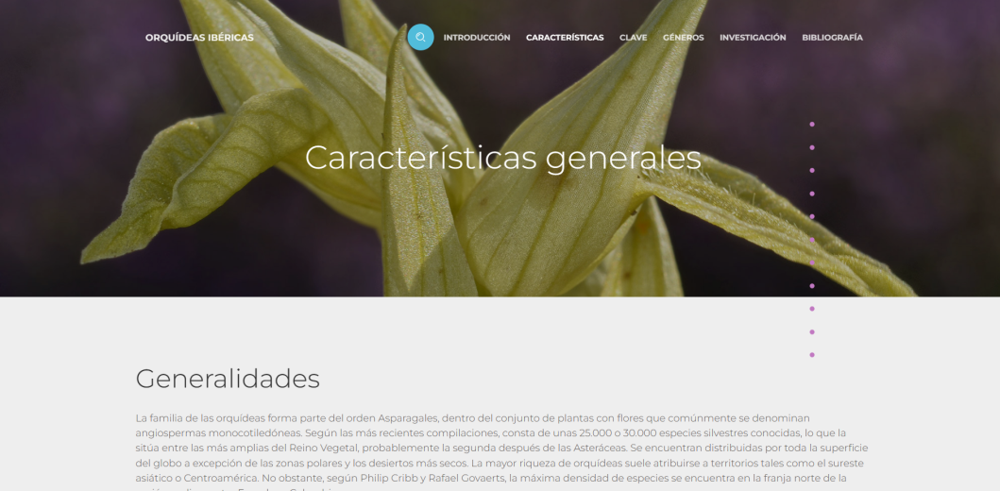 ORQUÍDEAS IBÉRICAS
INTRODUCCIÓN CARACTERÍSTICAS CLAVE GÉNEROS INVESTIGACIÓN BIBLIOGRAFÍA
Características generales
Generalidades
La familia de las orquídeas forma parte del orden Asparagales, dentro del conjunto de plantas con flores que comúnmente se denominan
angiospermas monocotiledóneas. Según las más recientes compilaciones, consta de unas 25.000 o 30.000 especies silvestres conocidas, lo que la
sitúa entre las más amplias del Reino Vegetal, probablemente la segunda después de las Asteráceas. Se encuentran distribuidas por toda la superficie
del globo a excepción de las zonas polares y los desiertos más secos. La mayor riqueza de orquídeas suele atribuirse a territorios tales como el sureste
asiático o Centroamérica. No obstante, según Philip Cribb y Rafael Govaerts, la máxima densidad de especies se encuentra en la franja norte de la